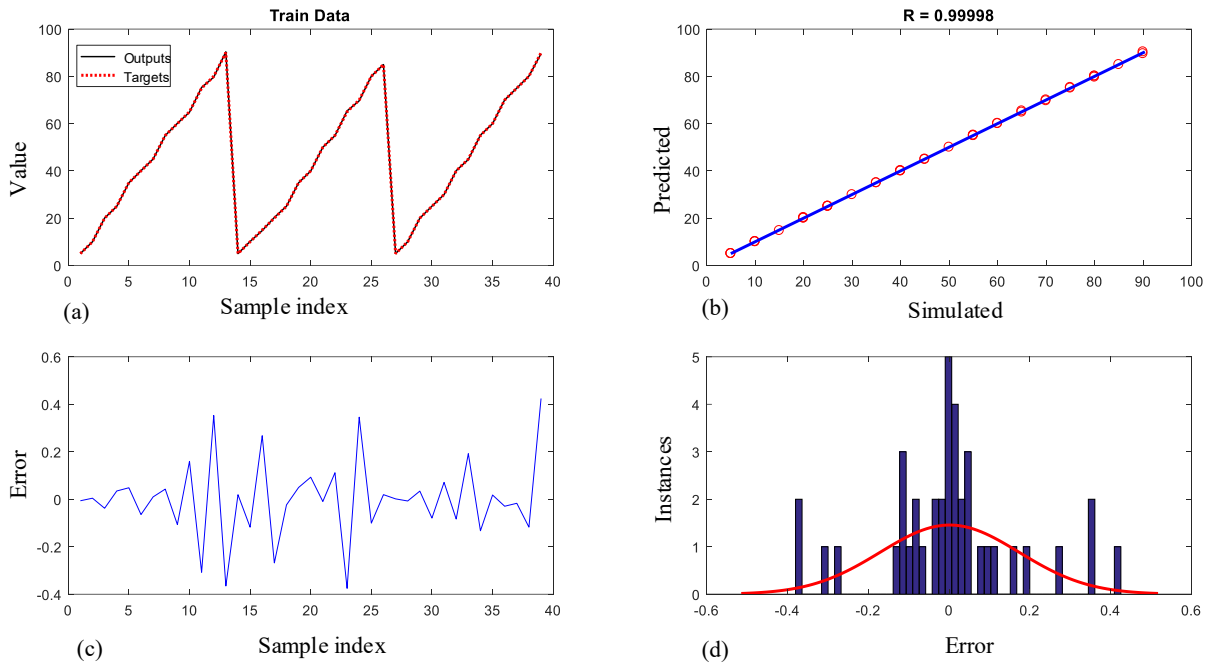 Train Data
100
80
60
40
20
0
Value
Outputs
Targets
0 5 10 15 20 25 30 35 40
(a)
Sample index
R = 0.99998
100
80
60
40
20
0
Predicted
0 10 20 30 40 50 60 70 80 90 100
(b)
Simulated
0.6
0.4
0.2
0
-0.2
-0.4
Error
0 5 10 15 20 25 30 35 40
(c)
Sample index
5
4
3
2
1
0
Instances
-0.6 -0.4 -0.2 0 0.2 0.4 0.6
(d)
Error